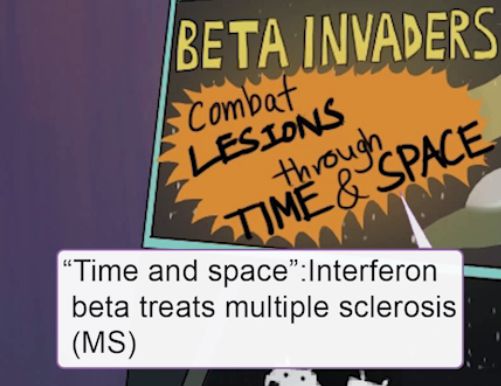 BETA INVADERS
Combat
LESIONS
through
TIME & SPACE
“Time and space”:Interferon
beta treats multiple sclerosis
(MS)